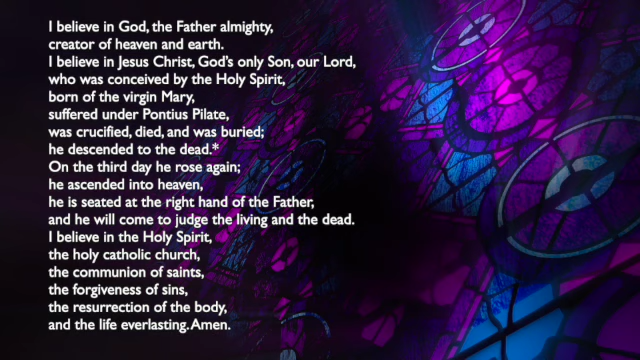 I believe in God, the Father almighty,
creator of heaven and earth.
I believe in Jesus Christ, God's only Son, our Lord,
who was conceived by the Holy Spirit,
born of the virgin Mary,
suffered under Pontius Pilate,
was crucified, died, and was buried;
he descended to the dead.*
On the third day he rose again;
he ascended into heaven,
he is seated at the right hand of the Father,
and he will come to judge the living and the dead.
I believe in the Holy Spirit,
the holy catholic church,
the communion of saints,
the forgiveness of sins,
the resurrection of the body,
and the life everlasting. Amen.